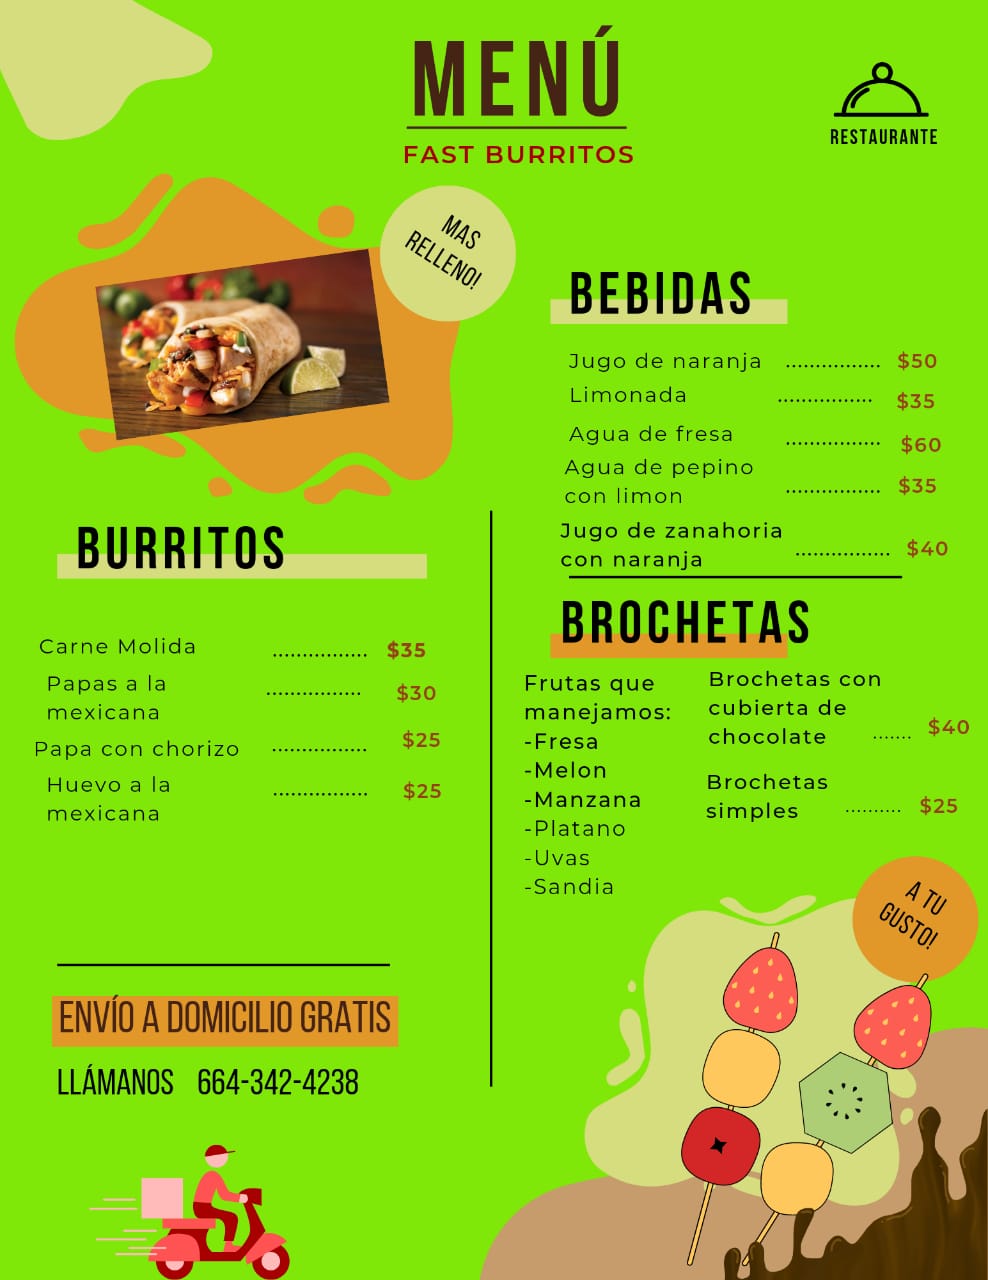 MENÚ
FAST BURRITOS
RESTAURANTE
MAS
RELLENO!
BEBIDAS
Jugo de naranja ................ $50
Limonada ................ $35
Agua de fresa ................ $60
Agua de pepino
con limon ................ $35
Jugo de zanahoria
con naranja ................ $40
BURRITOS
Carne Molida ................ $35
Papas a la ................ $30
mexicana
Papa con chorizo ................ $25
Huevo a la ................ $25
mexicana
BROCHETAS
Frutas que
manejamos:
-Fresa
-Melon
-Manzana
-Platano
-Uvas
-Sandia
Brochetas con
cubierta de
chocolate ....... $40
Brochetas
simples .......... $25
A TU
GUSTO!
ENVÍO A DOMICILIO GRATIS
LLÁMANOS 664-342-4238